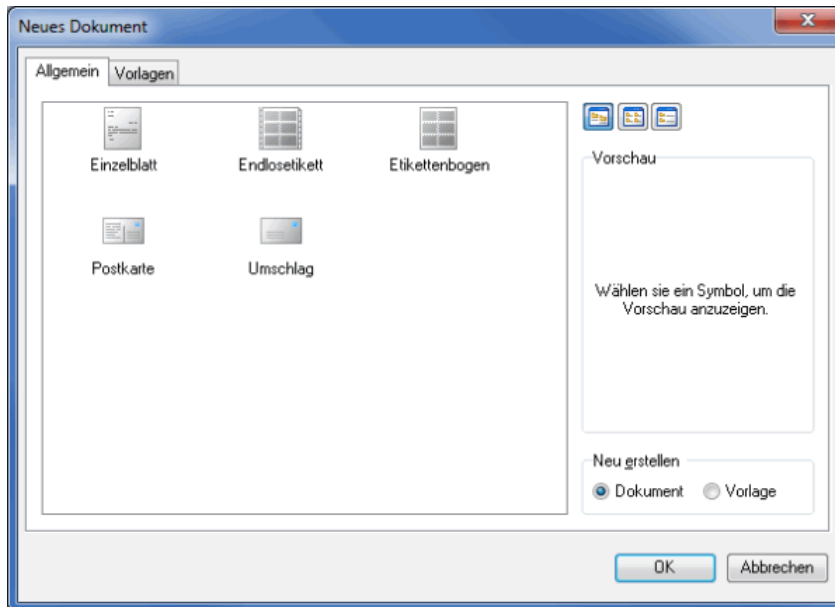 Neues Dokument
Allgemein
Vorlagen
Einzelblatt
Endlosetikett
Etikettenbogen
Postkarte
Umschlag
Vorschau
Wählen sie ein Symbol, um die
Vorschau anzuzeigen.
Neu erstellen
Dokument
Vorlage
OK
Abbrechen